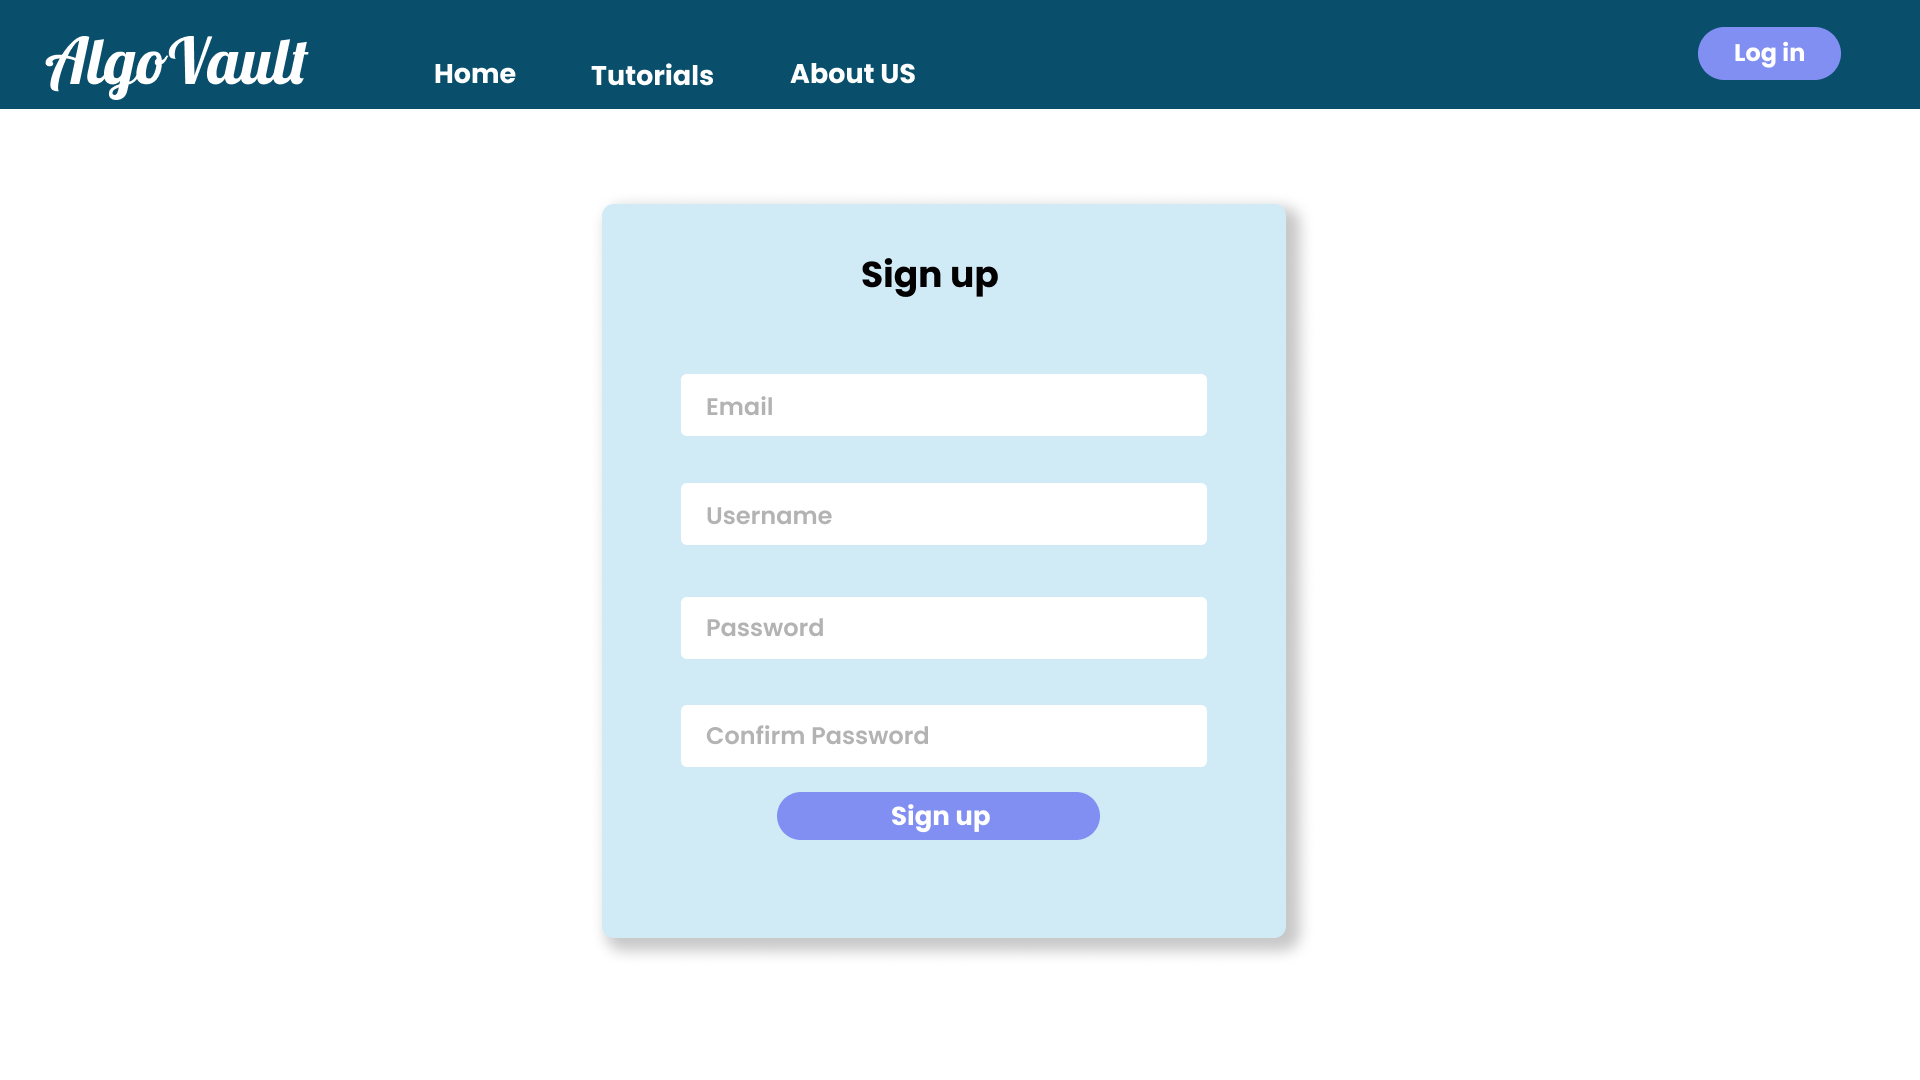 AlgoVault
Home
Tutorials
About US
Log in
Sign up
Email
Username
Password
Confirm Password
Sign up